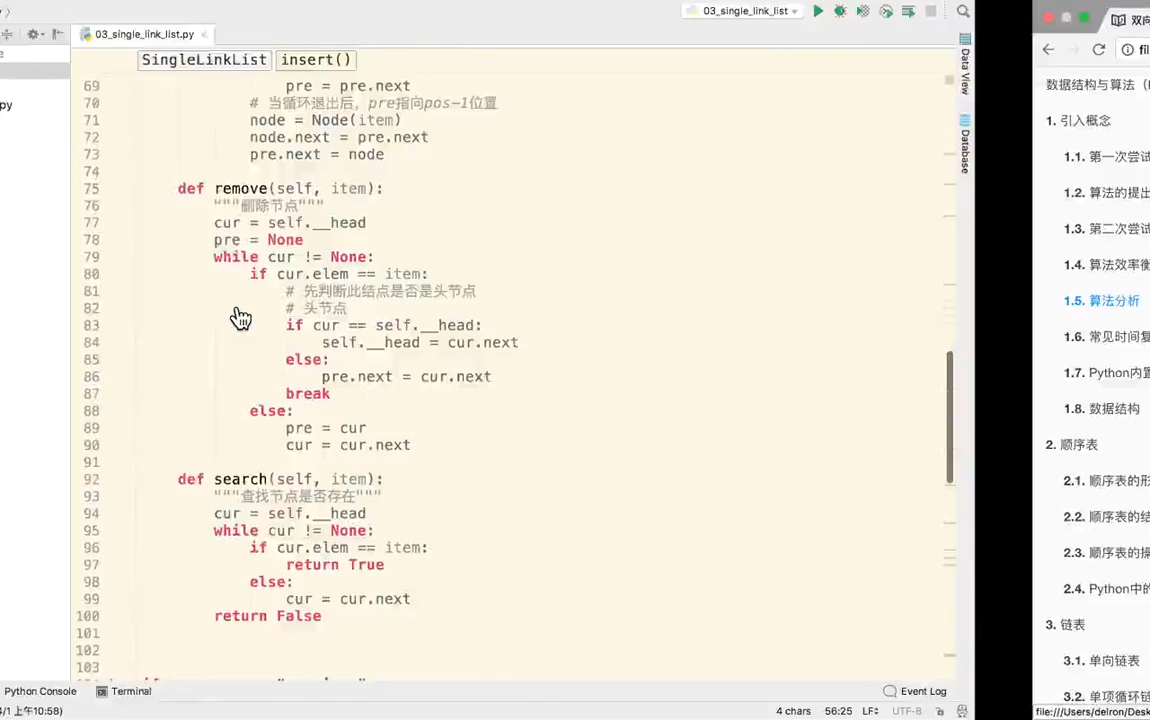 03_single_link_list
03_single_link_list.py
双向
SingleLinkList insert()
fil
69 pre = pre.next
70 # 当循环退出后，pre指向pos-1位置
71 node = Node(item)
72 node.next = pre.next
73 pre.next = node
74
75 def remove(self, item):
76 """删除节点"""
77 cur = self.__head
78 pre = None
79 while cur != None:
80 if cur.elem == item:
81 # 先判断此结点是否是头节点
82 # 头节点
83 if cur == self.__head:
84 self.__head = cur.next
85 else:
86 pre.next = cur.next
87 break
88 else:
89 pre = cur
90 cur = cur.next
91
92 def search(self, item):
93 """查找节点是否存在"""
94 cur = self.__head
95 while cur != None:
96 if cur.elem == item:
97 return True
98 else:
99 cur = cur.next
100 return False
101
102
103
py
Data View
Database
数据结构与算法（
1. 引入概念
1.1. 第一次尝试
1.2. 算法的提出
1.3. 第二次尝试
1.4. 算法效率衡
1.5. 算法分析
1.6. 常见时间复
1.7. Python内置
1.8. 数据结构
2. 顺序表
2.1. 顺序表的形
2.2. 顺序表的结
2.3. 顺序表的操
2.4. Python中的
3. 链表
3.1. 单向链表
3.2. 单项循环链
Python Console Terminal Event Log
4/1 上午10:58) 4 chars 56:25 LF÷ UTF-8
file:///Users/delron/Desk